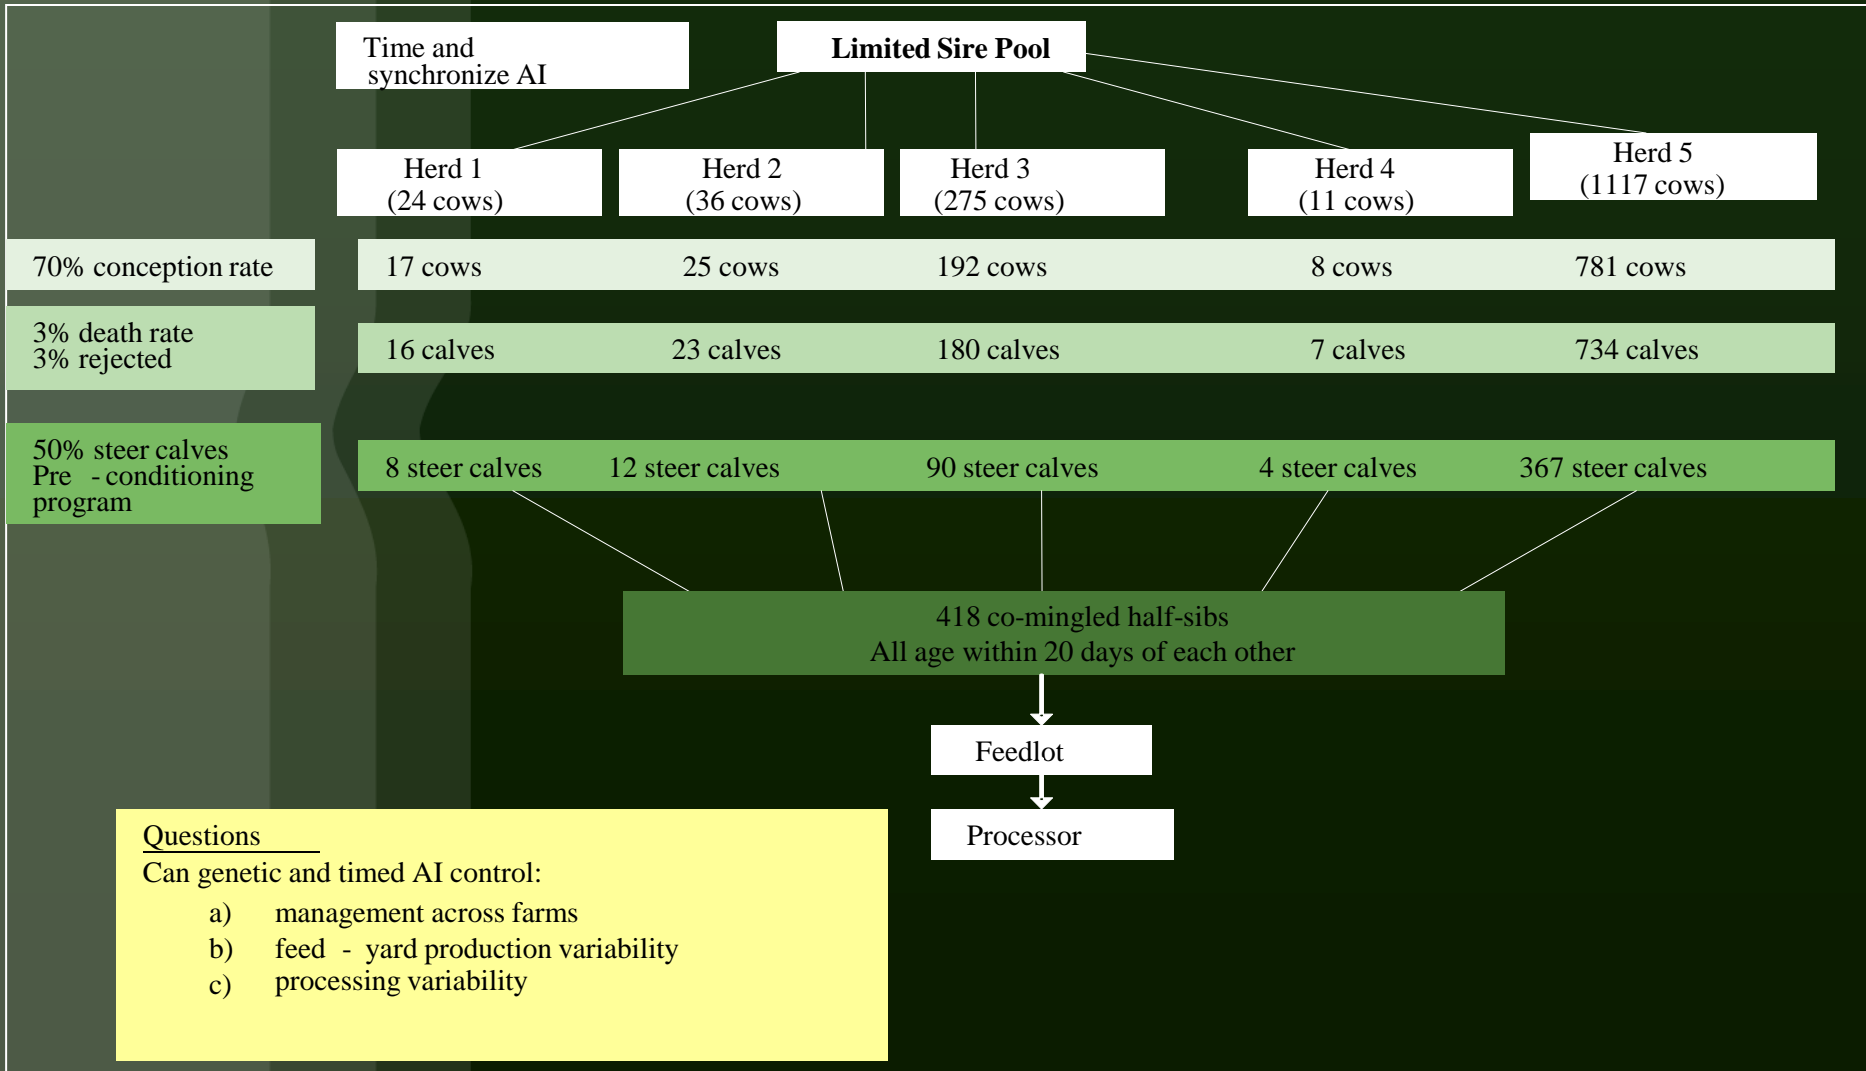 Time and
synchronize AI
Limited Sire Pool
Herd 1
(24 cows)
Herd 2
(36 cows)
Herd 3
(275 cows)
Herd 4
(11 cows)
Herd 5
(1117 cows)
70% conception rate
17 cows
25 cows
192 cows
8 cows
781 cows
3% death rate
3% rejected
16 calves
23 calves
180 calves
7 calves
734 calves
50% steer calves
Pre - conditioning
program
8 steer calves
12 steer calves
90 steer calves
4 steer calves
367 steer calves
418 co-mingled half-sibs
All age within 20 days of each other
Feedlot
Processor
Questions
Can genetic and timed AI control:
a) management across farms
b) feed - yard production variability
c) processing variability